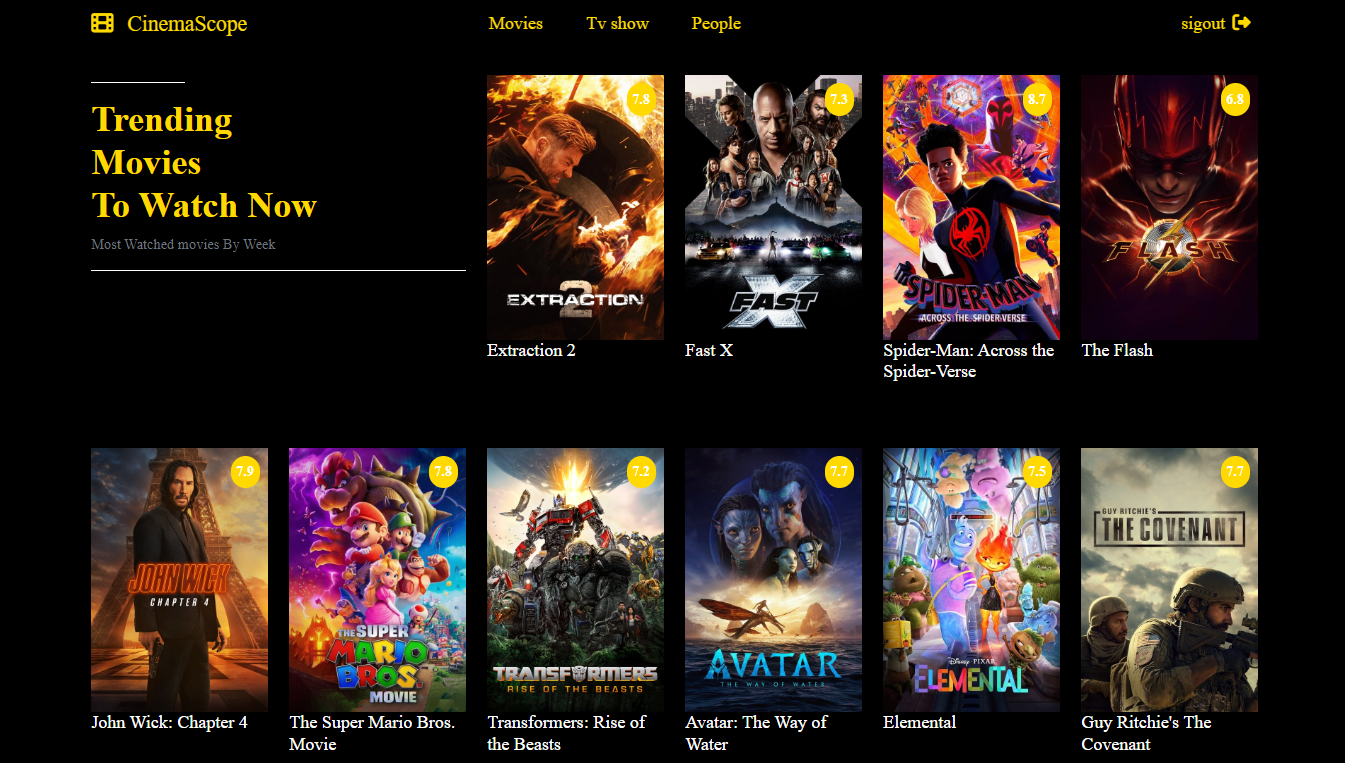 CinemaScope Movies Tv show People sigout
Trending
Movies
To Watch Now
Most Watched movies By Week
7.8
EXTRACTION
2
Extraction 2
7.3
FAST
X
Fast X
8.7
SPIDER-MAN
ACROSS THE SPIDER-VERSE
Spider-Man: Across the
Spider-Verse
6.8
FLASH
The Flash
7.9
JOHN WICK
CHAPTER 4
John Wick: Chapter 4
7.8
THE SUPER
MARIO
BROS.
MOVIE
The Super Mario Bros.
Movie
7.2
TRANSFORMERS
RISE OF THE BEASTS
Transformers: Rise of
the Beasts
7.7
AVATAR
THE WAY OF WATER
Avatar: The Way of
Water
7.5
Disney PIXAR
ELEMENTAL
Elemental
7.7
GUY RITCHIE'S
THE COVENANT
Guy Ritchie's The
Covenant